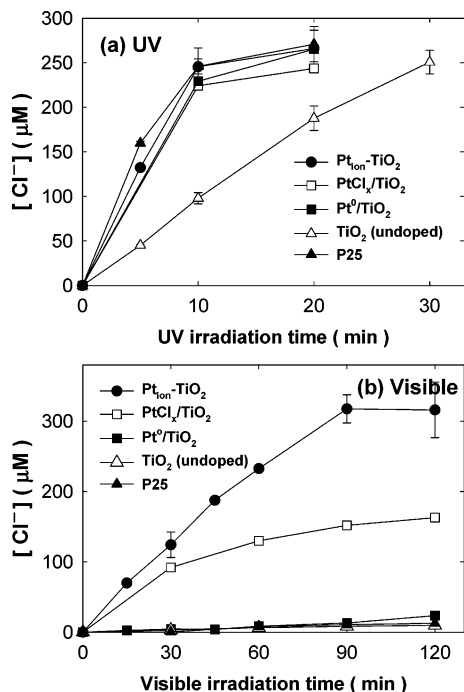 (a) UV
300
250
200
150
100
50
0
[ Cl⁻] ( μM )
Pt_ion-TiO₂
PtClₓ/TiO₂
Pt⁰/TiO₂
TiO₂ (undoped)
P25
0 10 20 30
UV irradiation time ( min )
(b) Visible
Pt_ion-TiO₂
PtClₓ/TiO₂
Pt⁰/TiO₂
TiO₂ (undoped)
P25
300
200
100
0
[ Cl⁻] ( μM )
0 30 60 90 120
Visible irradiation time ( min )